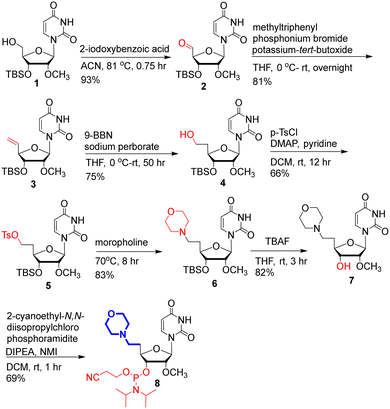 O
NH
N
O
HO
O
TBSO
OCH₃
1
2-iodoxybenzoic acid
ACN, 81 °C, 0.75 hr
93%
O
NH
N
O
O
O
TBSO
OCH₃
2
methyltriphenyl
phosphonium bromide
potassium-tert-butoxide
THF, 0 °C- rt, overnight
81%
O
NH
N
O
O
TBSO
OCH₃
3
9-BBN
sodium perborate
THF, 0 °C-rt, 50 hr
75%
O
NH
N
O
HO
O
TBSO
OCH₃
4
p-TsCl
DMAP, pyridine
DCM, rt, 12 hr
66%
O
NH
N
O
TsO
O
TBSO
OCH₃
5
moropholine
70°C, 8 hr
83%
O
NH
N
O
O
N
O
TBSO
OCH₃
6
TBAF
THF, rt, 3 hr
82%
O
NH
N
O
O
N
O
OH
OCH₃
7
2-cyanoethyl-N,N-
diisopropylchloro
phosphoramidite
DIPEA, NMI
DCM, rt, 1 hr
69%
O
NH
N
O
O
N
O
O
OCH₃
NC
O
P
N
8